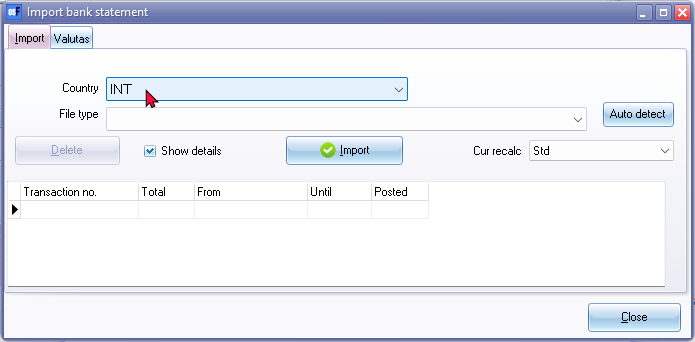 Import bank statement
Import Valutas
Country INT
File type Auto detect
Delete Show details Import Cur recalc Std
Transaction no. Total From Until Posted
Close